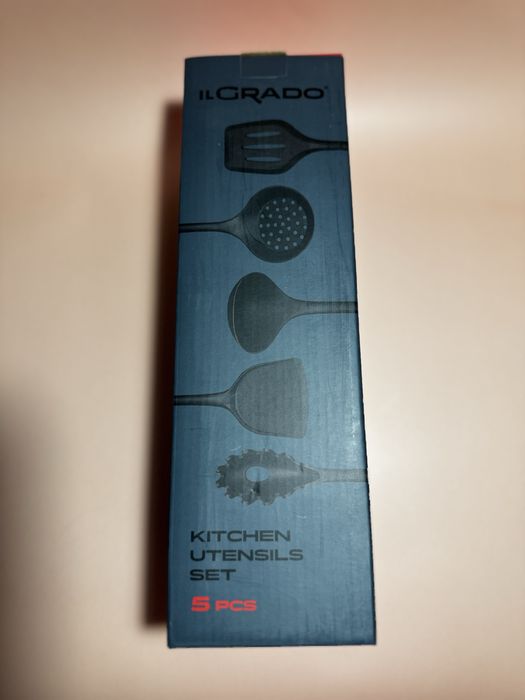 ILGRADO®
KITCHEN
UTENSILS
SET
5 PCS